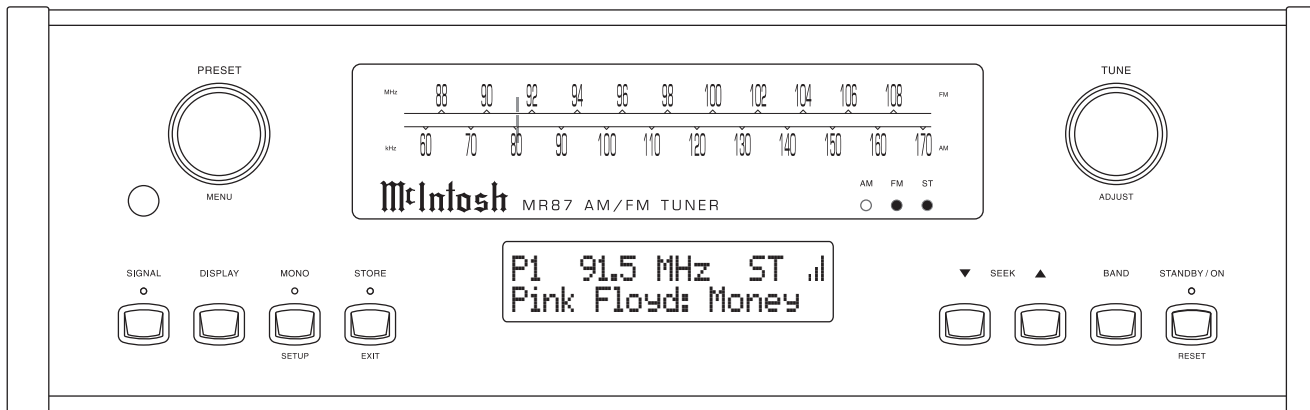 PRESET
TUNE
MHz 88 90 92 94 96 98 100 102 104 106 108 FM
kHz 60 70 80 90 100 110 120 130 140 150 160 170 AM
MENU
ADJUST
McIntosh MR87 AM/FM TUNER
AM FM ST
P1 91.5 MHz ST
Pink Floyd: Money
SIGNAL DISPLAY MONO STORE
▼ SEEK ▲ BAND STANDBY / ON
SETUP EXIT
RESET